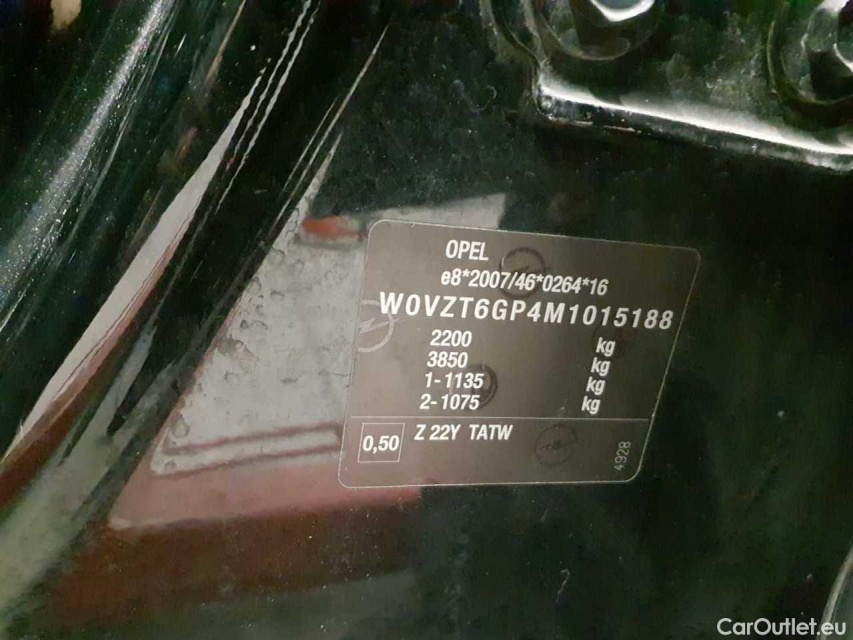 OPEL
e8*2007/46*0264*16
W0VZT6GP4M1015188
2200 kg
3850 kg
1-1135 kg
2-1075 kg
0,50 Z 22Y TATW
4928
CarOutlet.eu